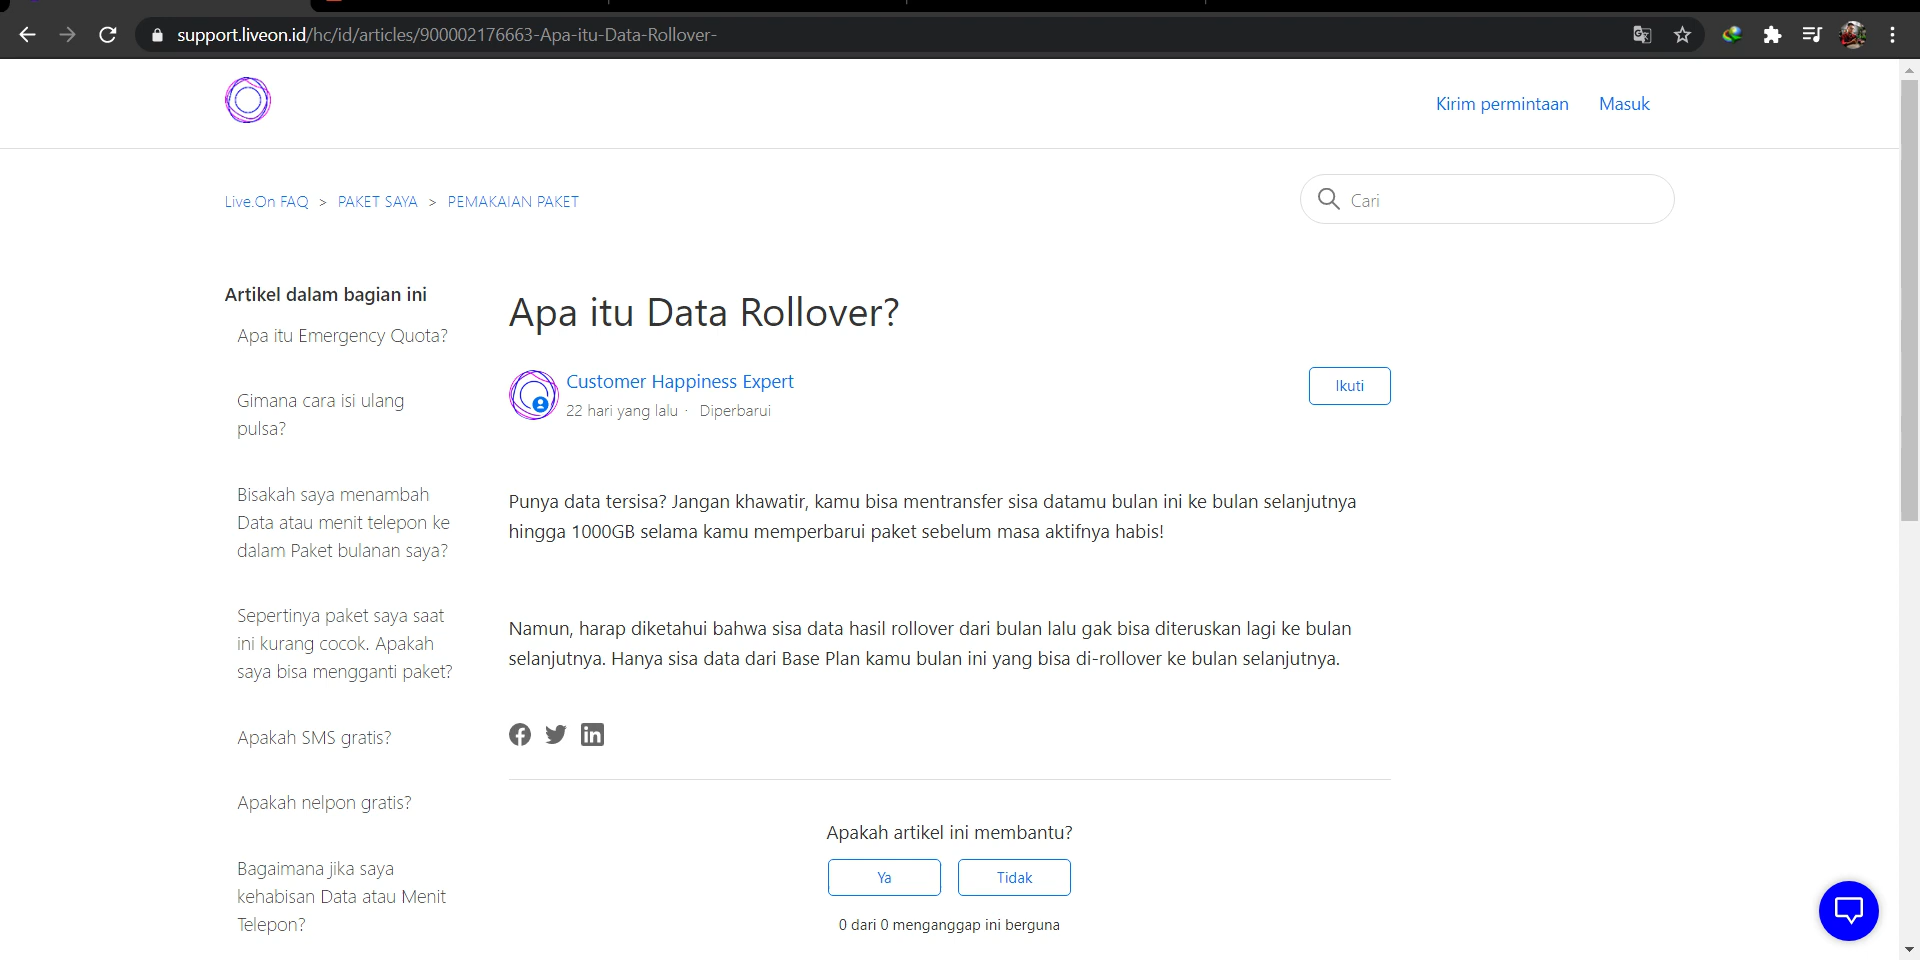 support.liveon.id/hc/id/articles/900002176663-Apa-itu-Data-Rollover-
Kirim permintaan Masuk
Live.On FAQ > PAKET SAYA > PEMAKAIAN PAKET
Cari
Artikel dalam bagian ini
Apa itu Emergency Quota?
Gimana cara isi ulang
pulsa?
Bisakah saya menambah
Data atau menit telepon ke
dalam Paket bulanan saya?
Sepertinya paket saya saat
ini kurang cocok. Apakah
saya bisa mengganti paket?
Apakah SMS gratis?
Apakah nelpon gratis?
Bagaimana jika saya
kehabisan Data atau Menit
Telepon?
Apa itu Data Rollover?
Customer Happiness Expert
22 hari yang lalu · Diperbarui
Ikuti
Punya data tersisa? Jangan khawatir, kamu bisa mentransfer sisa datamu bulan ini ke bulan selanjutnya
hingga 1000GB selama kamu memperbarui paket sebelum masa aktifnya habis!
Namun, harap diketahui bahwa sisa data hasil rollover dari bulan lalu gak bisa diteruskan lagi ke bulan
selanjutnya. Hanya sisa data dari Base Plan kamu bulan ini yang bisa di-rollover ke bulan selanjutnya.
Apakah artikel ini membantu?
Ya Tidak
0 dari 0 menganggap ini berguna